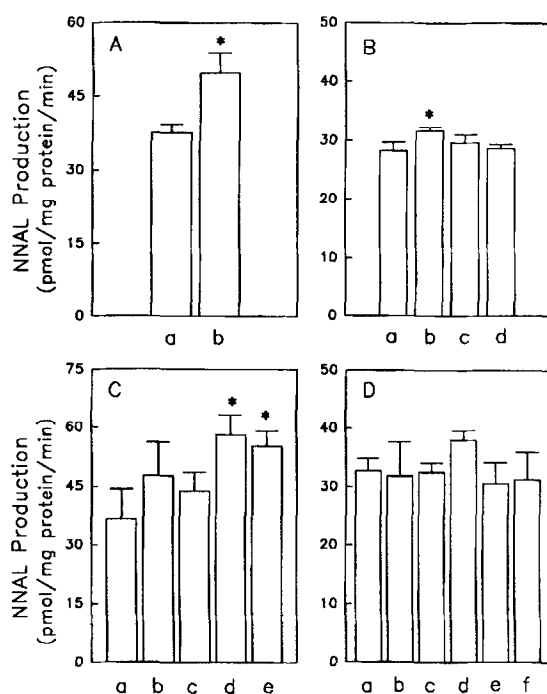 A
B
NNAL Production
(pmol/mg protein/min)
60
45
30
15
0
*
a b
50
40
30
20
10
0
*
a b c d
C
D
NNAL Production
(pmol/mg protein/min)
75
60
45
30
15
0
* *
a b c d e
50
40
30
20
10
0
a b c d e f